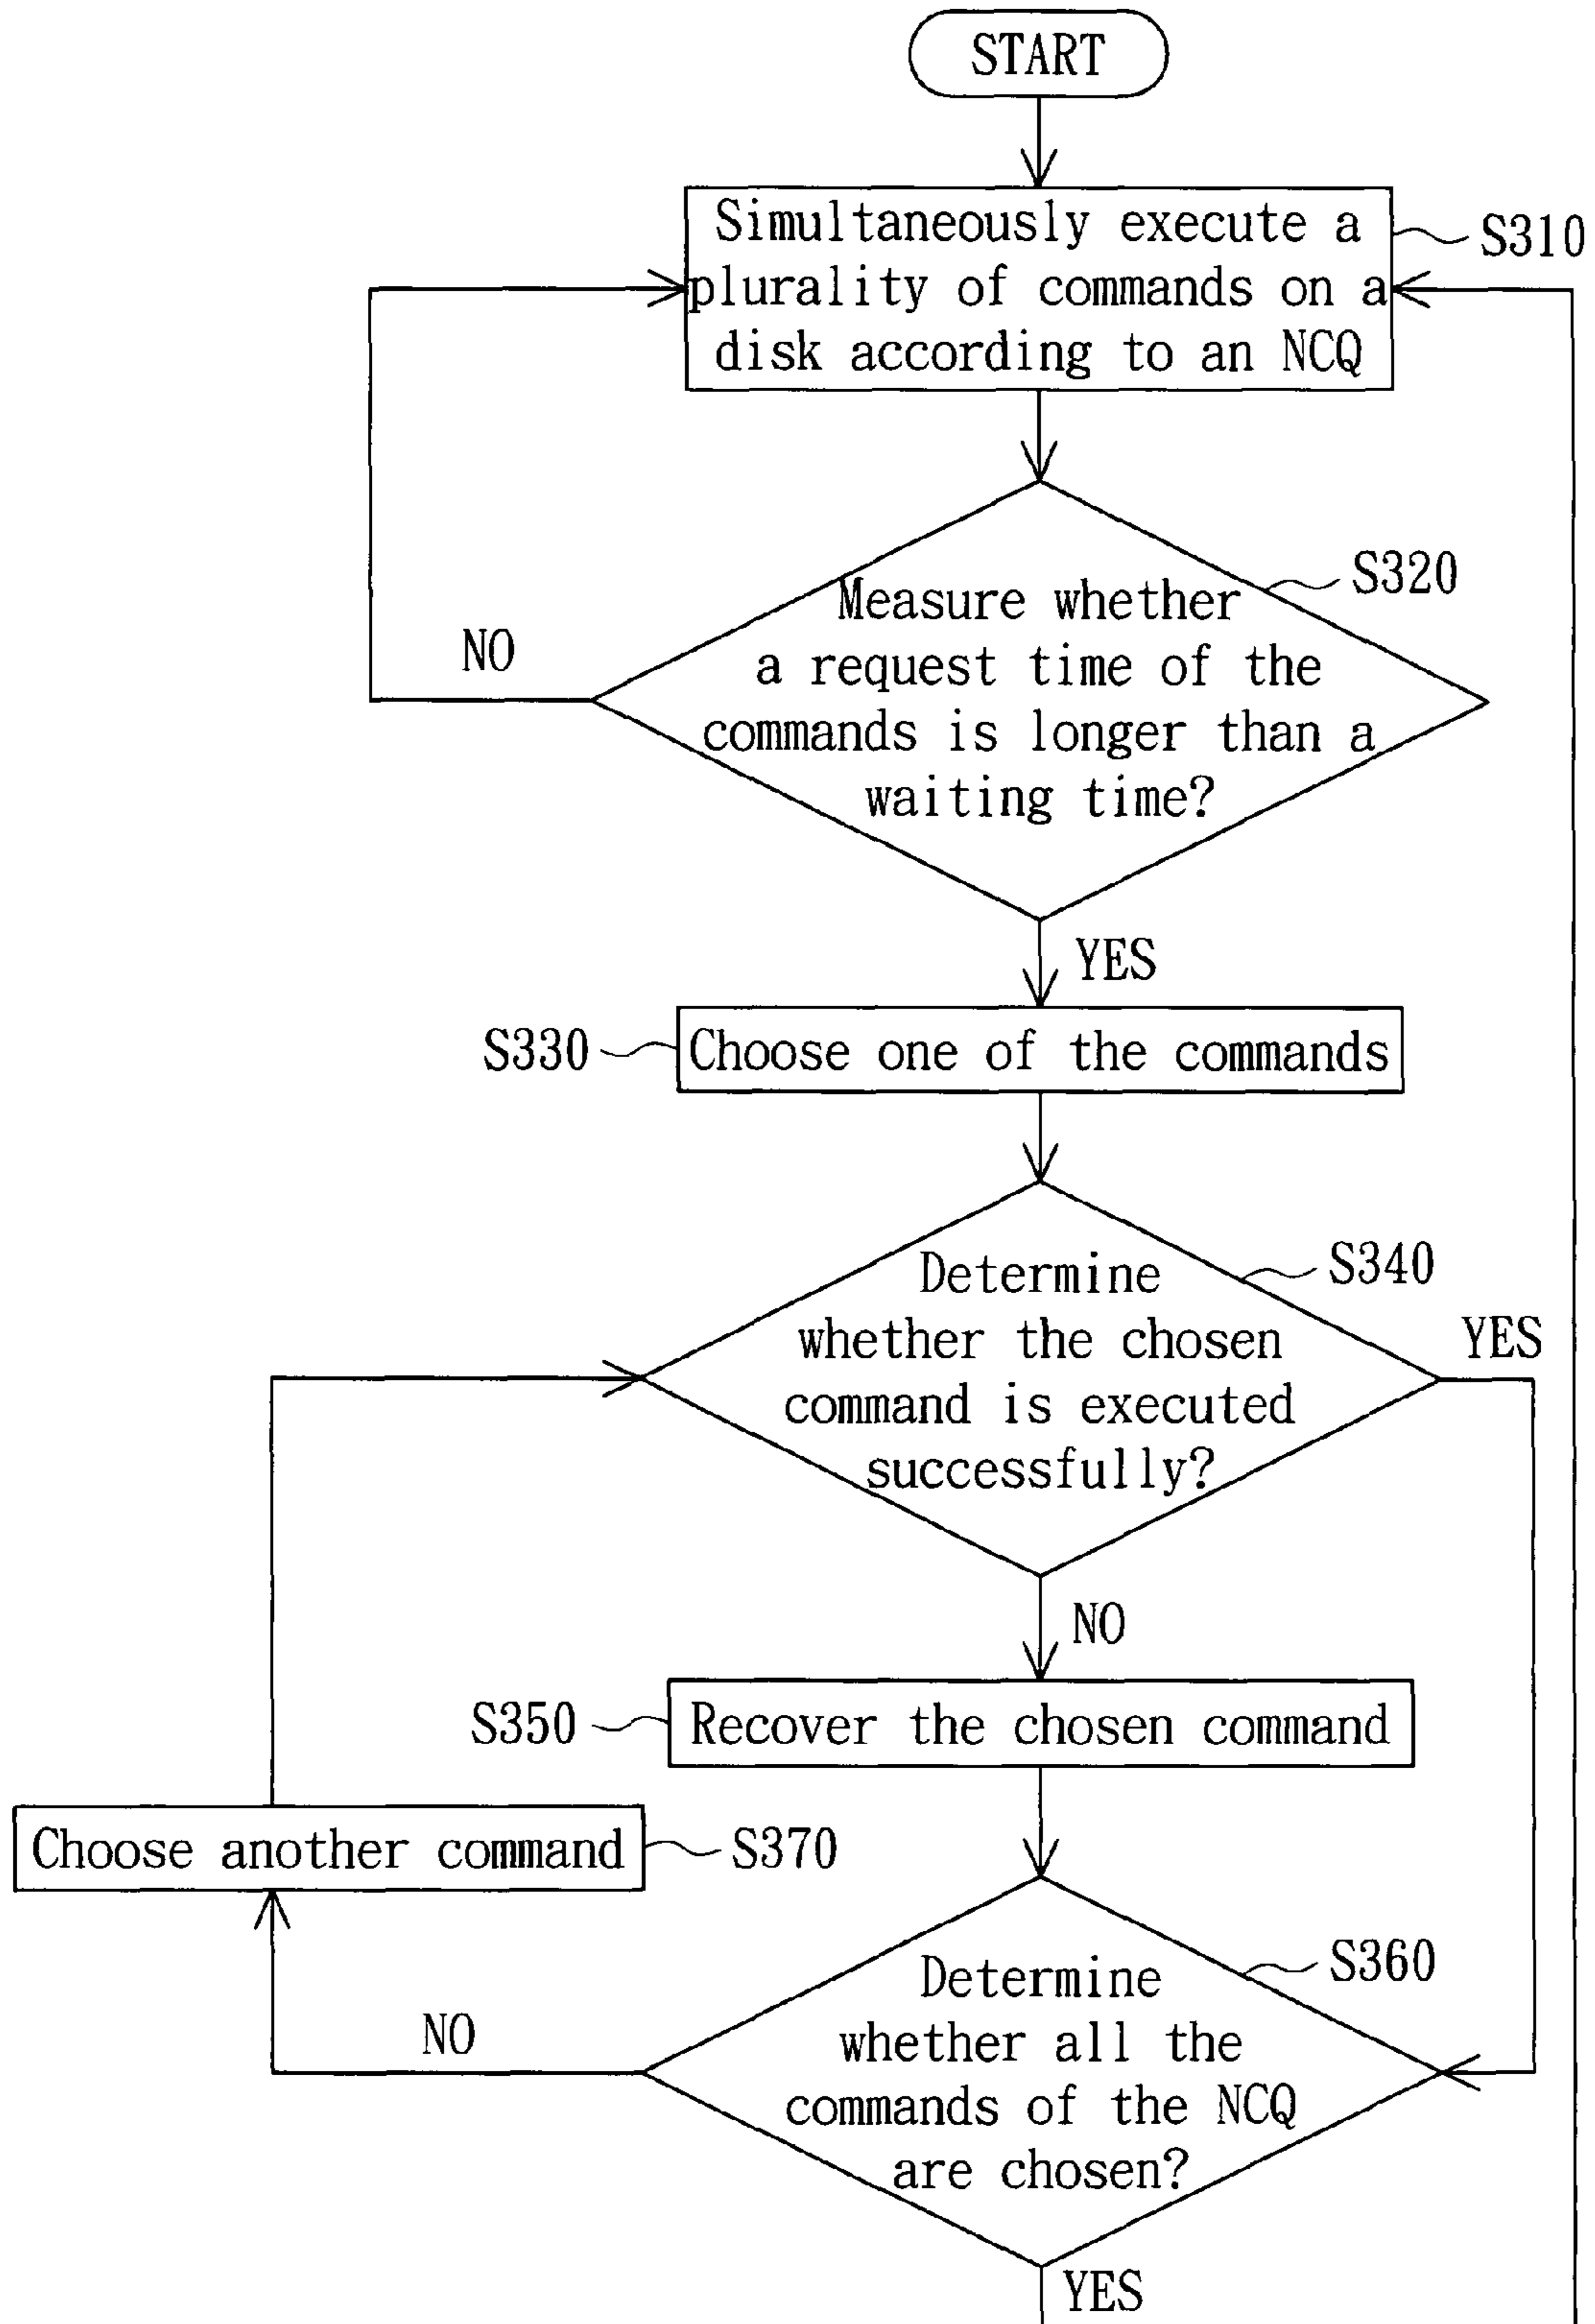 START
Simultaneously execute a
plurality of commands on a
disk according to an NCQ
S310
S320
Measure whether
a request time of the
commands is longer than a
waiting time?
NO
YES
S330
Choose one of the commands
S340
Determine
whether the chosen
command is executed
successfully?
YES
NO
S350
Recover the chosen command
Choose another command
S370
S360
Determine
whether all the
commands of the NCQ
are chosen?
NO
YES